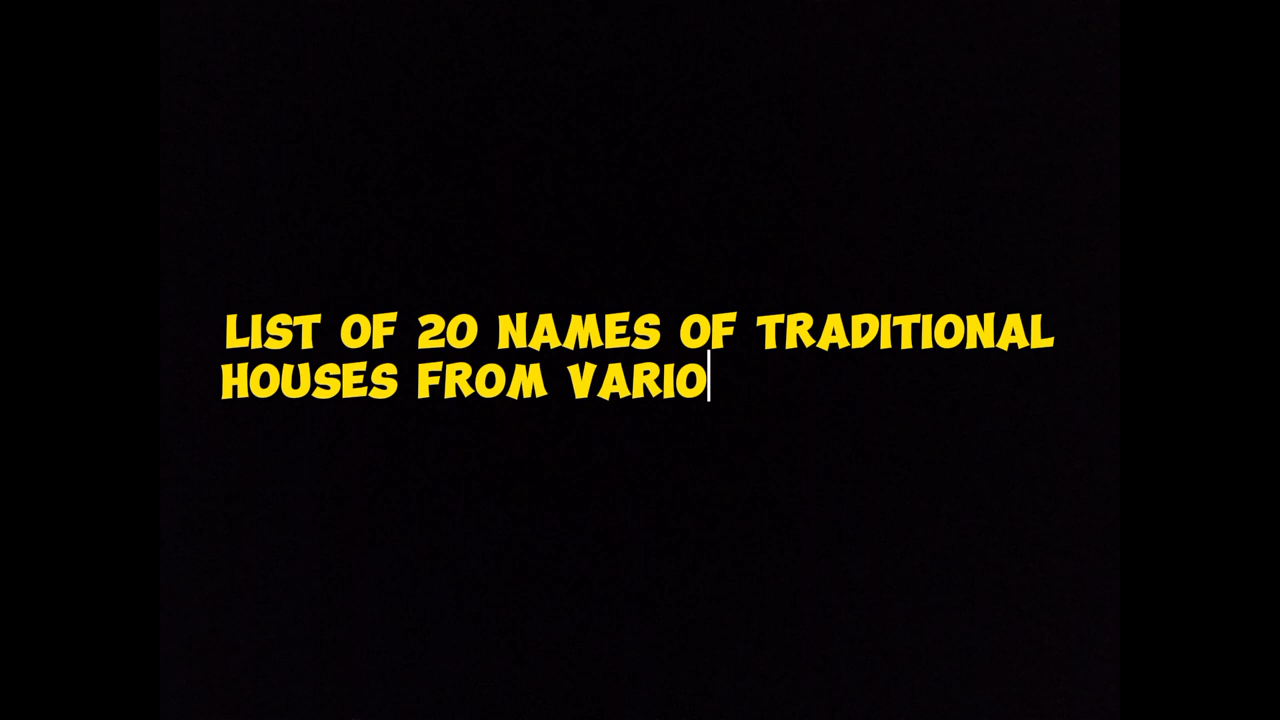 LIST OF 20 NAMES OF TRADITIONAL
HOUSES FROM VARIO